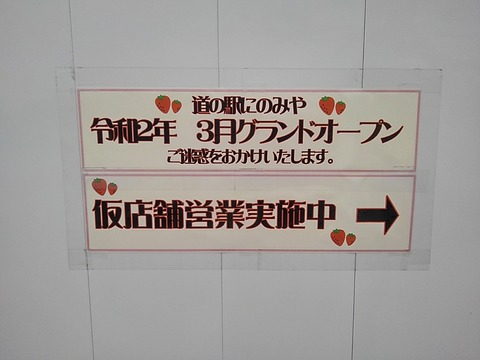 道の駅にのみや
令和2年 3月グランドオープン
ご迷惑をおかけいたします。
仮店舗営業実施中 →